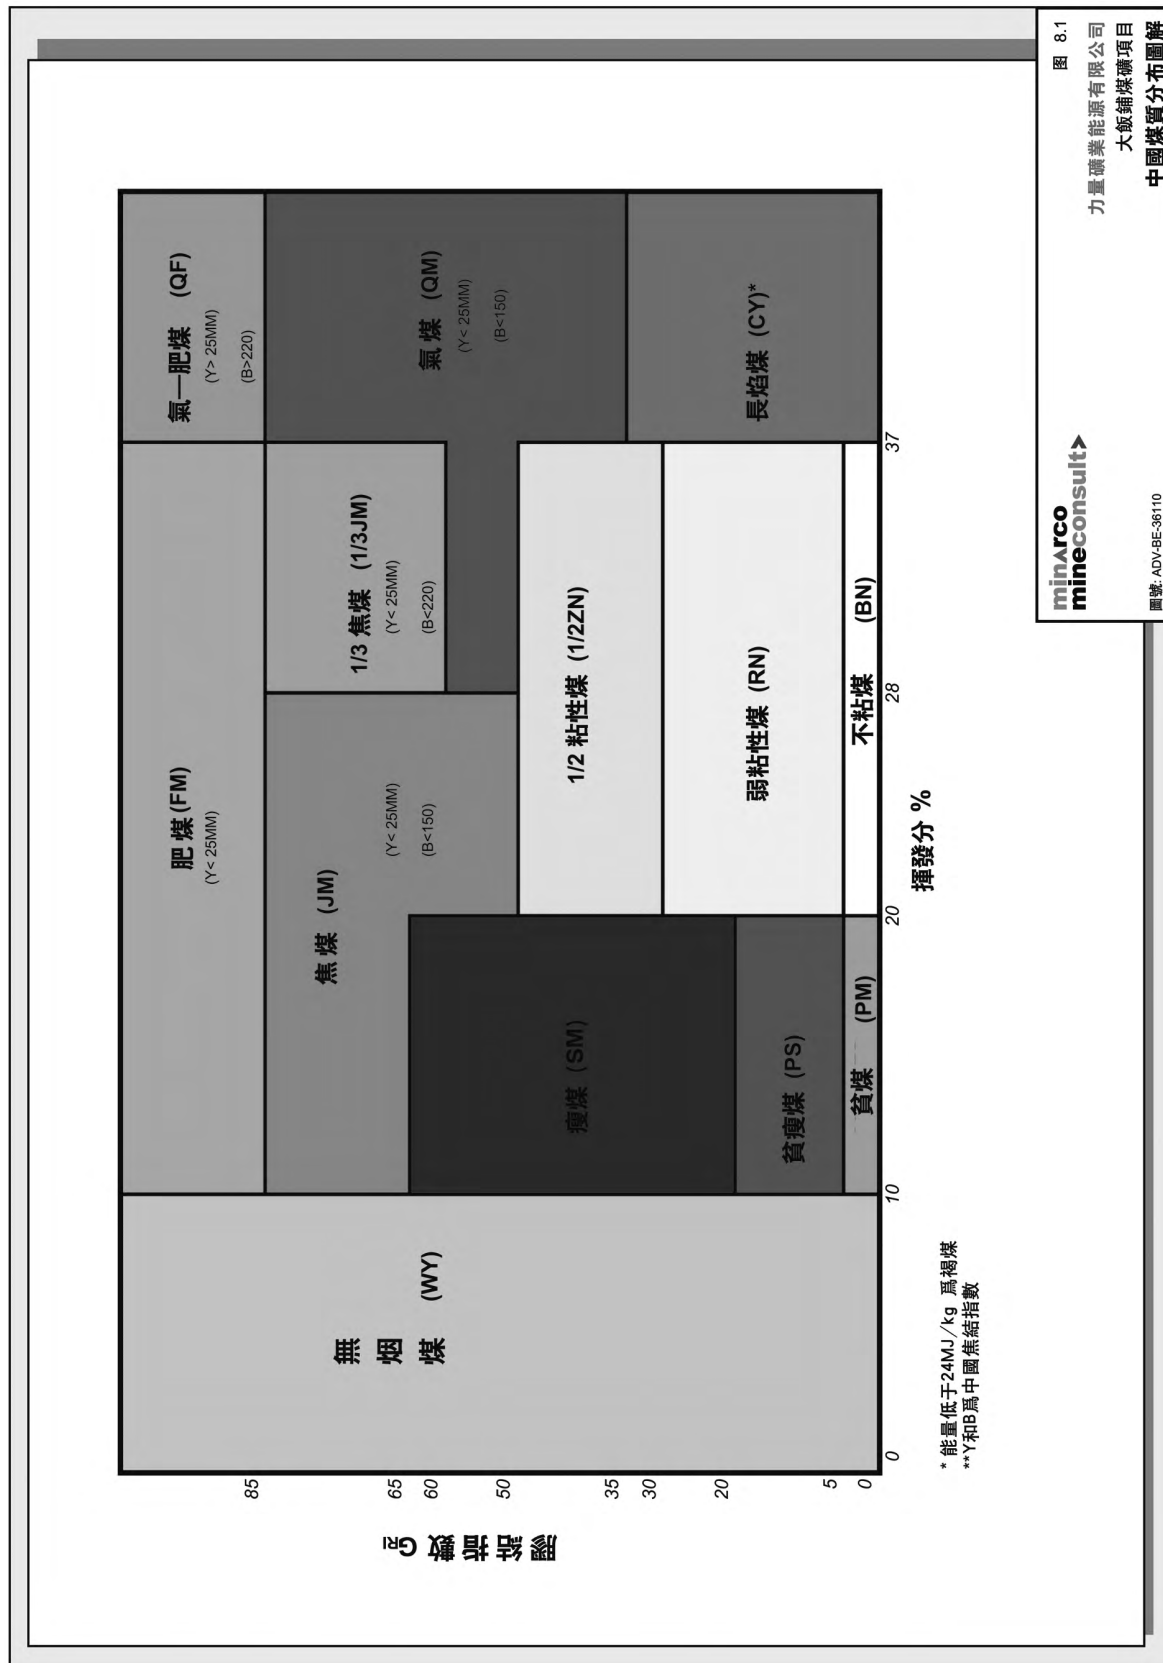 氣—肥煤 (QF)
(Y> 25MM)
(B>220)
肥煤(FM)
(Y< 25MM)
氣煤 (QM)
(Y< 25MM)
(B<150)
1/3 焦煤 (1/3JM)
(Y< 25MM)
(B<220)
焦煤 (JM)
(Y< 25MM)
(B<150)
無烟煤 (WY)
瘦煤 (SM)
1/2 粘性煤 (1/2ZN)
長焰煤 (CY)*
弱粘性煤 (RN)
貧瘦煤 (PS)
不粘煤 (BN)
貧煤 (PM)
85
65
60
50
35
30
20
5
0
膠結指數 G
0
10
20
28
37
揮發分 %
* 能量低于24MJ/kg 爲褐煤
**Y和B爲中國焦結指數
minarco
mineconsult>
圖號: ADV-BE-36110
图 8.1
力量礦業能源有限公司
大飯鋪煤礦項目
中國煤質分布圖解